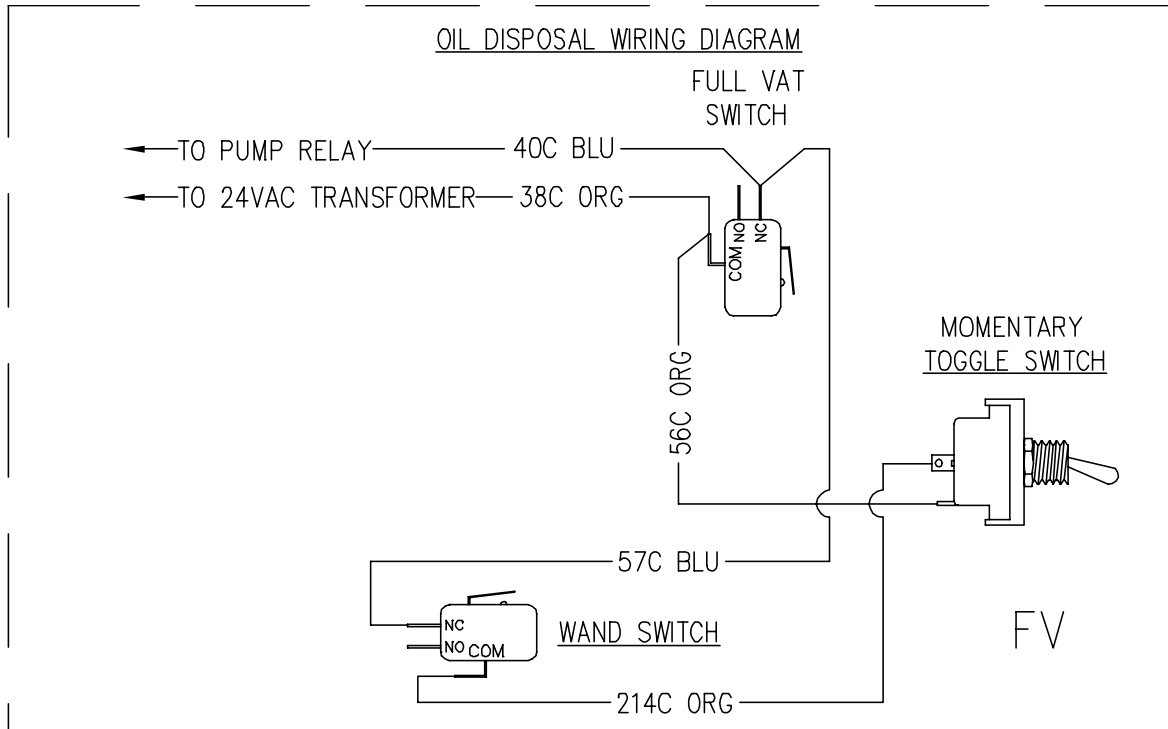 OIL DISPOSAL WIRING DIAGRAM
FULL VAT
SWITCH
TO PUMP RELAY
40C BLU
TO 24VAC TRANSFORMER
38C ORG
NO
NC
COM
56C ORG
MOMENTARY
TOGGLE SWITCH
57C BLU
NC
NO
COM
WAND SWITCH
FV
214C ORG